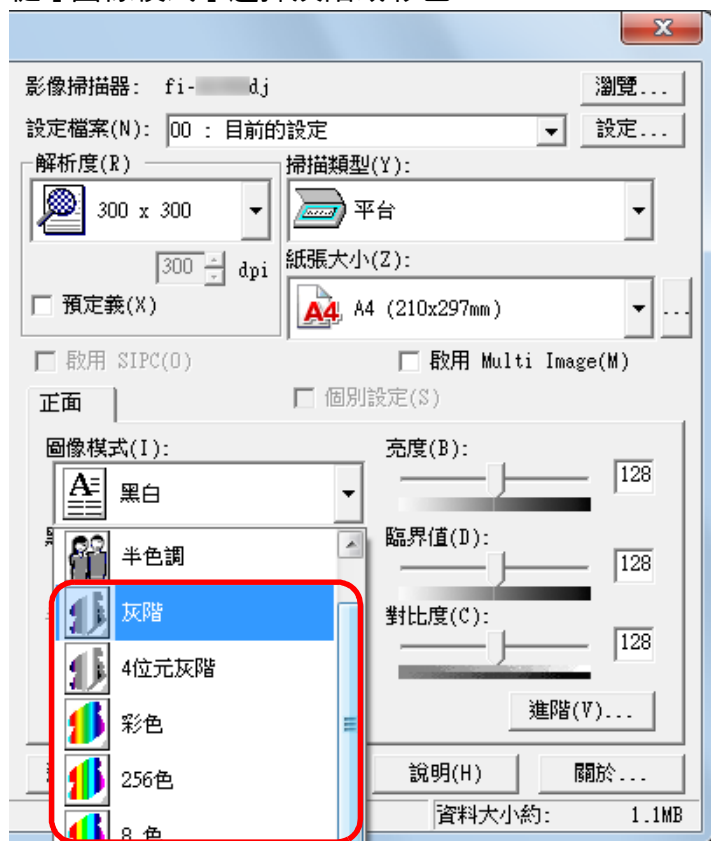 影像掃描器: fi- dj
瀏覽...
設定檔案(N): 00 : 目前的設定
設定...
解析度(R)
掃描類型(Y):
300 x 300
平台
300 dpi
紙張大小(Z):
預定義(X)
A4
A4 (210x297mm)
...
啟用 SIPC(O)
啟用 Multi Image(M)
正面
個別設定(S)
圖像模式(I):
亮度(B):
黑白
128
半色調
臨界值(D):
128
灰階
對比度(C):
128
4位元灰階
彩色
進階(V)...
256色
說明(H)
關於...
8 色
資料大小約: 1.1MB